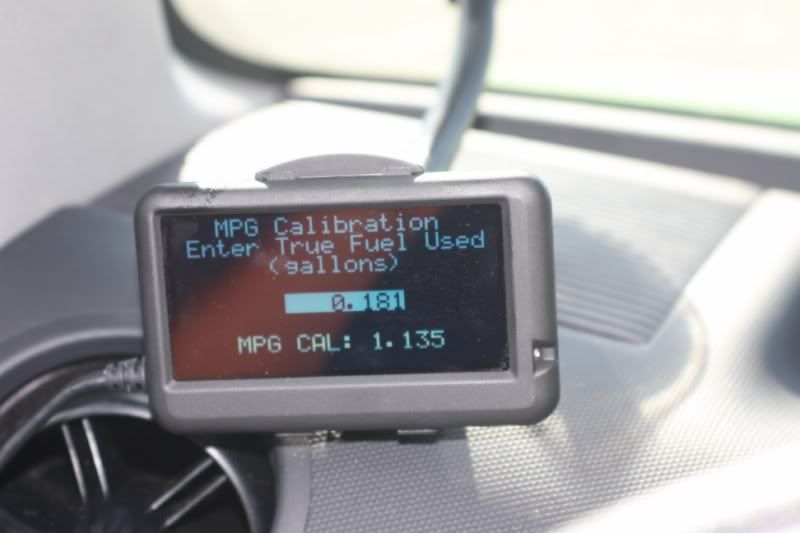 MPG Calibration
Enter True Fuel Used
(gallons)
0.181
MPG CAL: 1.135